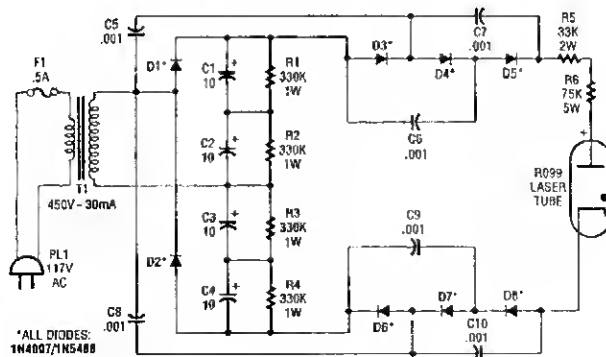 C5
.001
F1
.5A
D1*
C1
10
+
R1
330K
1W
C2
10
+
R2
330K
1W
T1
450V-30mA
C3
10
+
R3
330K
1W
D2*
C4
10
+
R4
330K
1W
PL1
117V
AC
C8
.001
*ALL DIODES:
D3*
C7
.001
D4*
D5*
C6
.001
R5
33K
2W
R6
75K
5W
+
R099
LASER
TUBE
C9
.001
D6*
D7*
D8*
C10
.001